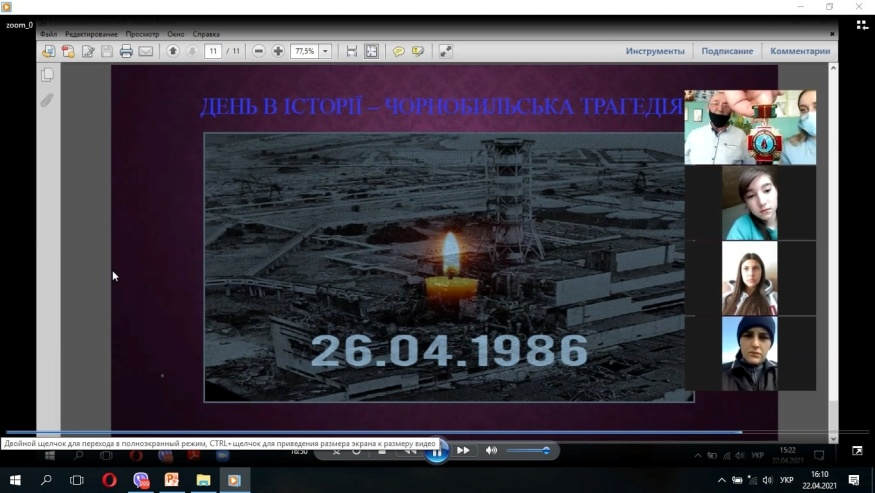 zoom_0
Файл Редактирование Просмотр Окно Справка
11 / 11 77,5%
Инструменты Подписание Комментарии
ДЕНЬ В ІСТОРІЇ – ЧОРНОБИЛЬСЬКА ТРАГЕДІЯ
26.04.1986
Двойной щелчок для перехода в полноэкранный режим, CTRL+щелчок для приведения размера экрана к размеру видео
16:50
УКР 15:22
22.04.2021
УКР 16:10
22.04.2021